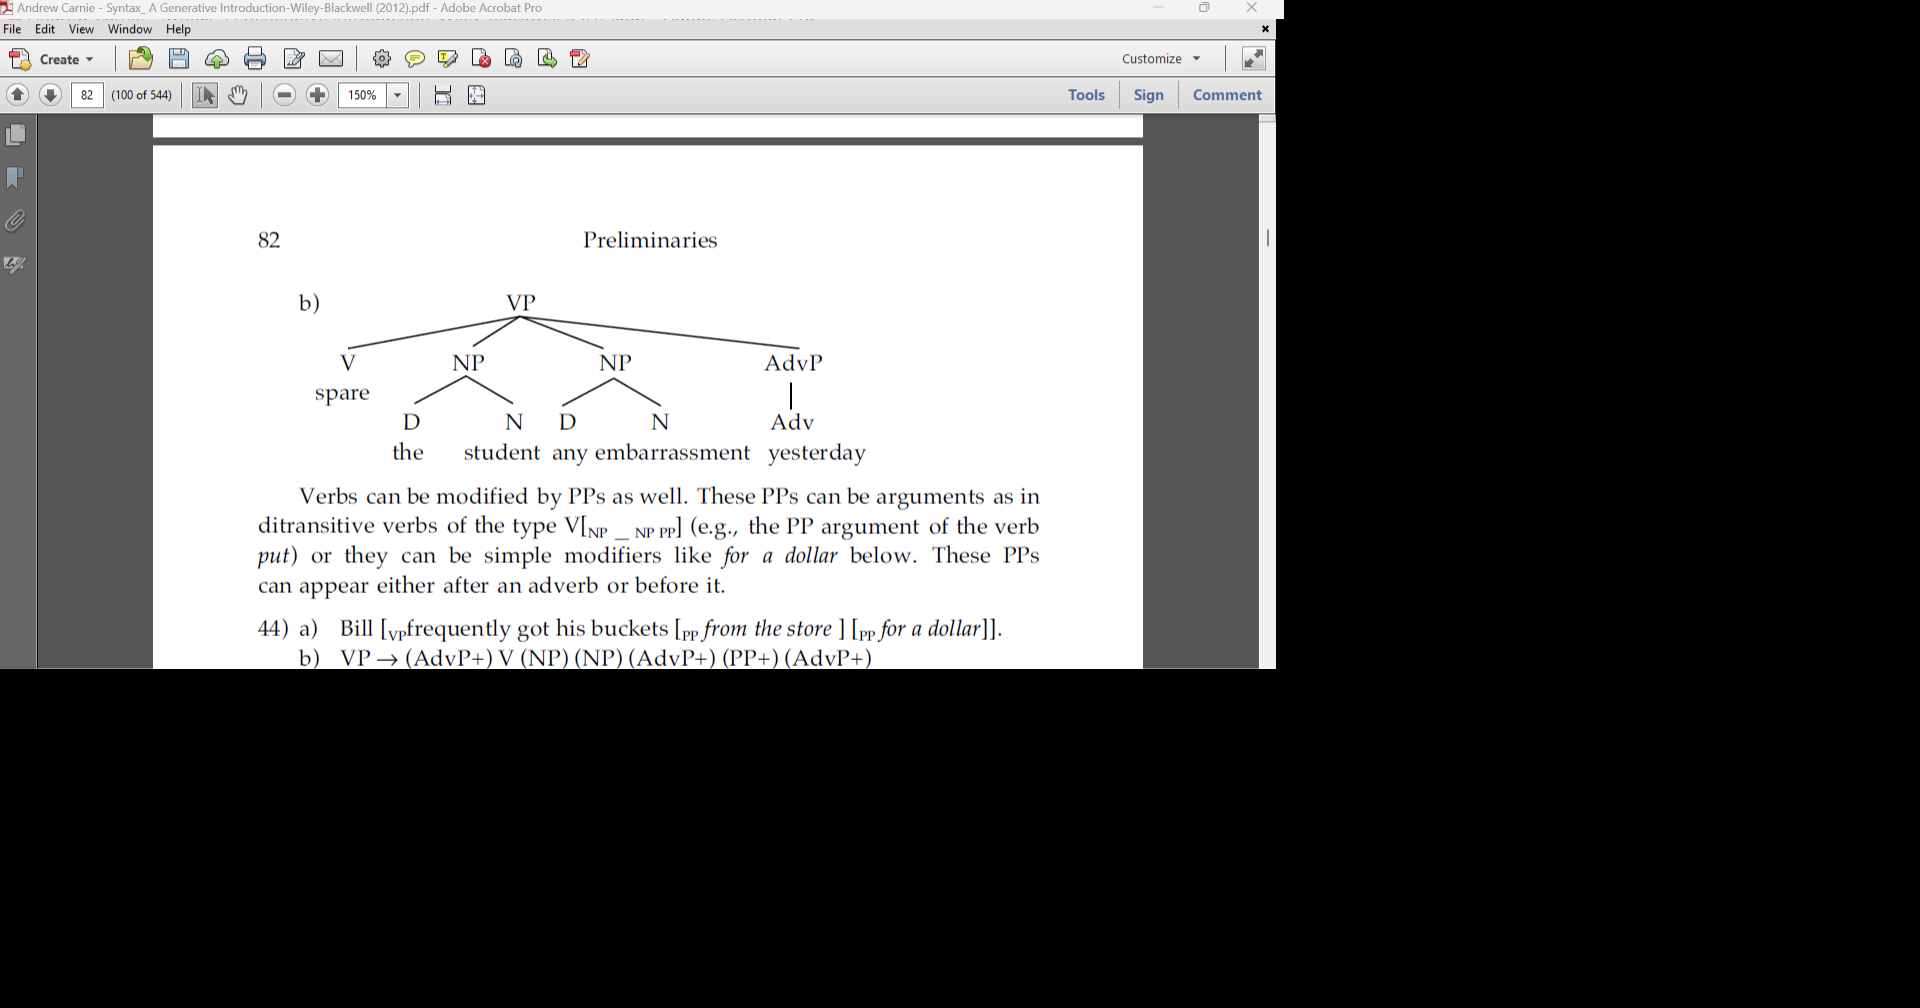 Andrew Carnie - Syntax_ A Generative Introduction-Wiley-Blackwell (2012).pdf - Adobe Acrobat Pro
File Edit View Window Help
Create Customize
82 (100 of 544) 150% Tools Sign Comment
82 Preliminaries
b) VP
V NP NP AdvP
spare
D N D N Adv
the student any embarrassment yesterday
Verbs can be modified by PPs as well. These PPs can be arguments as in
ditransitive verbs of the type V[NP _ NP PP] (e.g., the PP argument of the verb
put) or they can be simple modifiers like for a dollar below. These PPs
can appear either after an adverb or before it.
44) a) Bill [VPfrequently got his buckets [PP from the store ] [PP for a dollar]].
b) VP → (AdvP+) V (NP) (NP) (AdvP+) (PP+) (AdvP+)